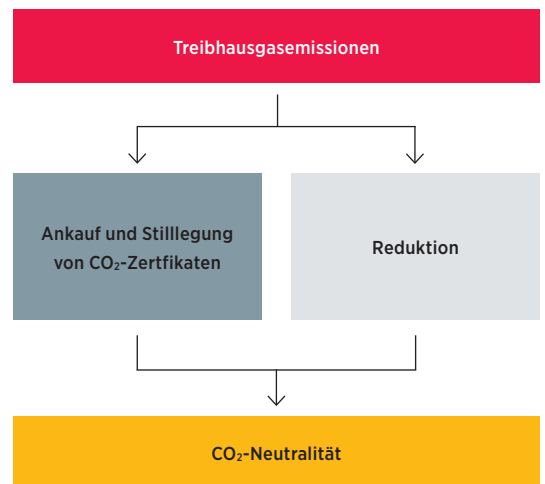 Treibhausgasemissionen
Ankauf und Stilllegung
von CO₂-Zertfikaten
Reduktion
CO₂-Neutralität